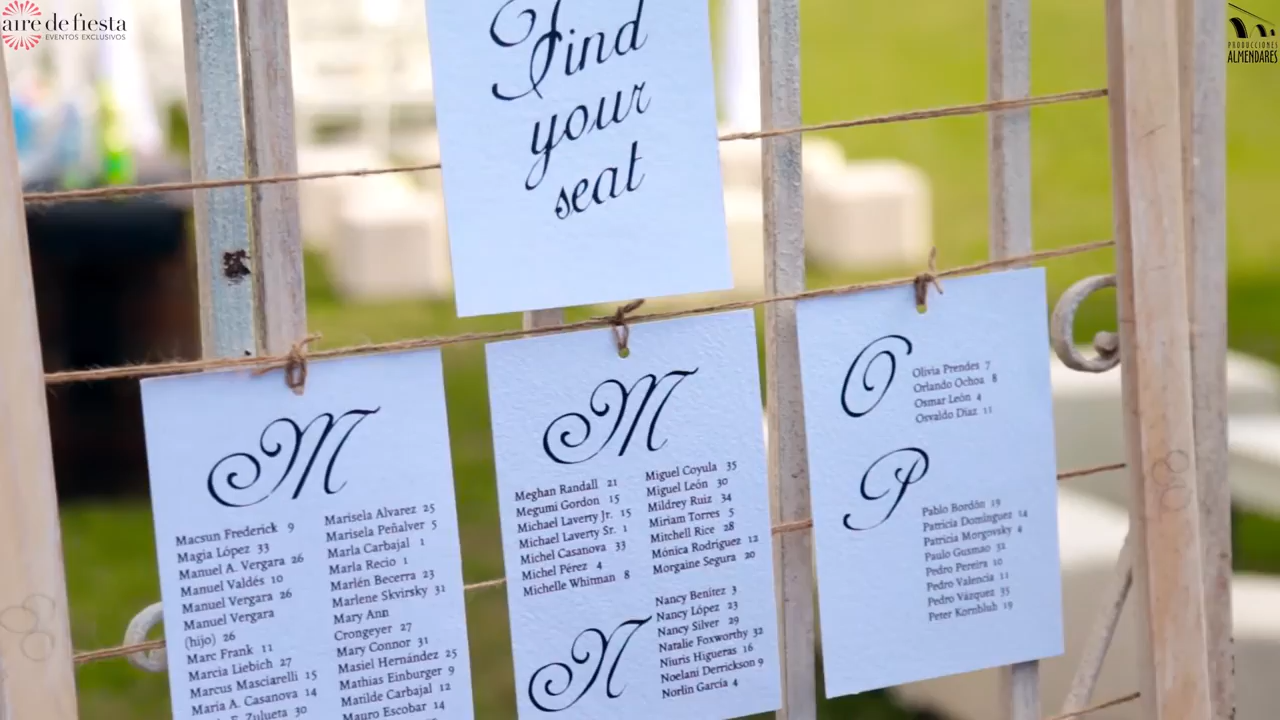 aire de fiesta
EVENTOS EXCLUSIVOS
PRODUCCIONES
ALMENDARES
Find
your
seat
M
Macsun Frederick 9
Magia López 33
Manuel A. Vergara 26
Manuel Valdés 10
Manuel Vergara 26
Manuel Vergara
(hijo) 26
Marc Frank 11
Marcia Liebich 27
Marcus Masciarelli 15
María A. Casanova 14
E. Zulueta 30
Marisela Alvarez 25
Marisela Peñalver 5
Marla Carbajal 1
Marla Recio 1
Marlén Becerra 23
Marlene Skvirsky 31
Mary Ann
Crongeyer 27
Mary Connor 31
Masiel Hernández 25
Mathias Einburger 9
Matilde Carbajal 12
Mauro Escobar 14
M
Meghan Randall 21
Megumi Gordon 15
Michael Laverty Jr. 15
Michael Laverty Sr. 1
Michel Casanova 33
Michel Pérez 4
Michelle Whitman 8
Miguel Coyula 35
Miguel León 30
Mildrey Ruiz 34
Miriam Torres 5
Mitchell Rice 28
Mónica Rodríguez 12
Morgaine Segura 20
N
Nancy Benítez 3
Nancy López 23
Nancy Silver 29
Natalie Foxworthy 32
Niuris Higueras 16
Noelani Derrickson 9
Norlin García 4
O
Olivia Prendes 7
Orlando Ochoa 8
Osmar León 4
Osvaldo Díaz 11
P
Pablo Bordón 19
Patricia Domínguez 14
Patricia Morgovsky 4
Paulo Gusmao 32
Pedro Pereira 10
Pedro Valencia 11
Pedro Vázquez 35
Peter Kornbluh 19